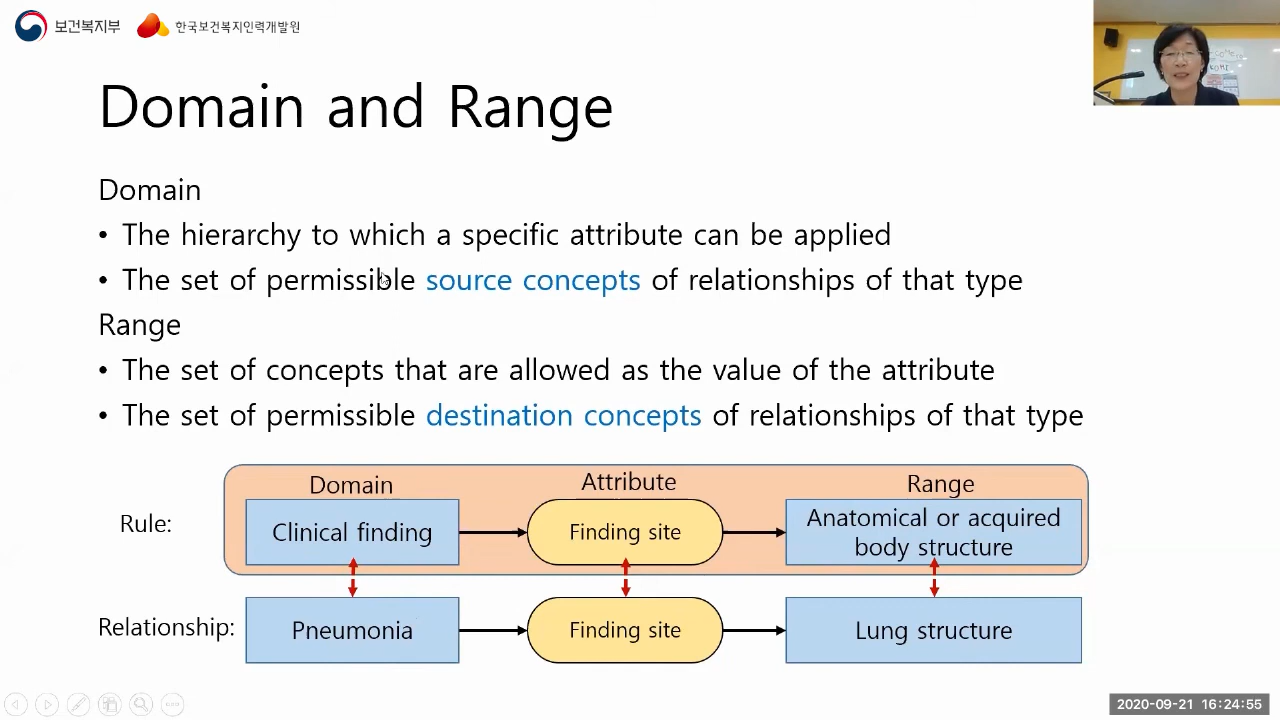 보건복지부 한국보건복지인력개발원
Domain and Range
Domain
• The hierarchy to which a specific attribute can be applied
• The set of permissible source concepts of relationships of that type
Range
• The set of concepts that are allowed as the value of the attribute
• The set of permissible destination concepts of relationships of that type
Domain Attribute Range
Rule: Clinical finding Finding site Anatomical or acquired
body structure
Relationship: Pneumonia Finding site Lung structure
2020-09-21 16:24:55